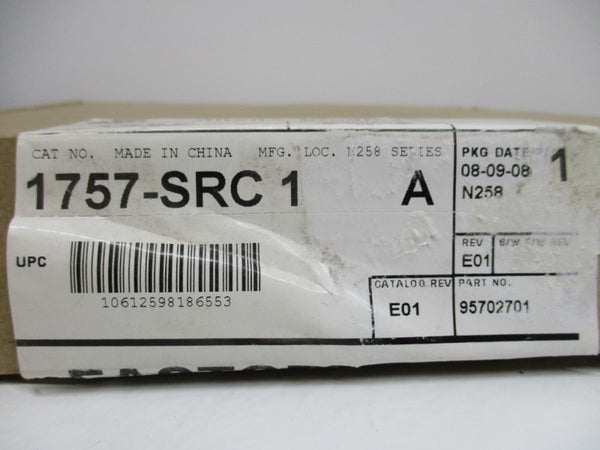 CAT NO. MADE IN CHINA MFG. LOC. N258 SERIES
1757-SRC 1 A
PKG DATE
08-09-08 1
N258
UPC
10612598186553
REV S/W F/W REV
E01
CATALOG REV PART NO.
E01 95702701